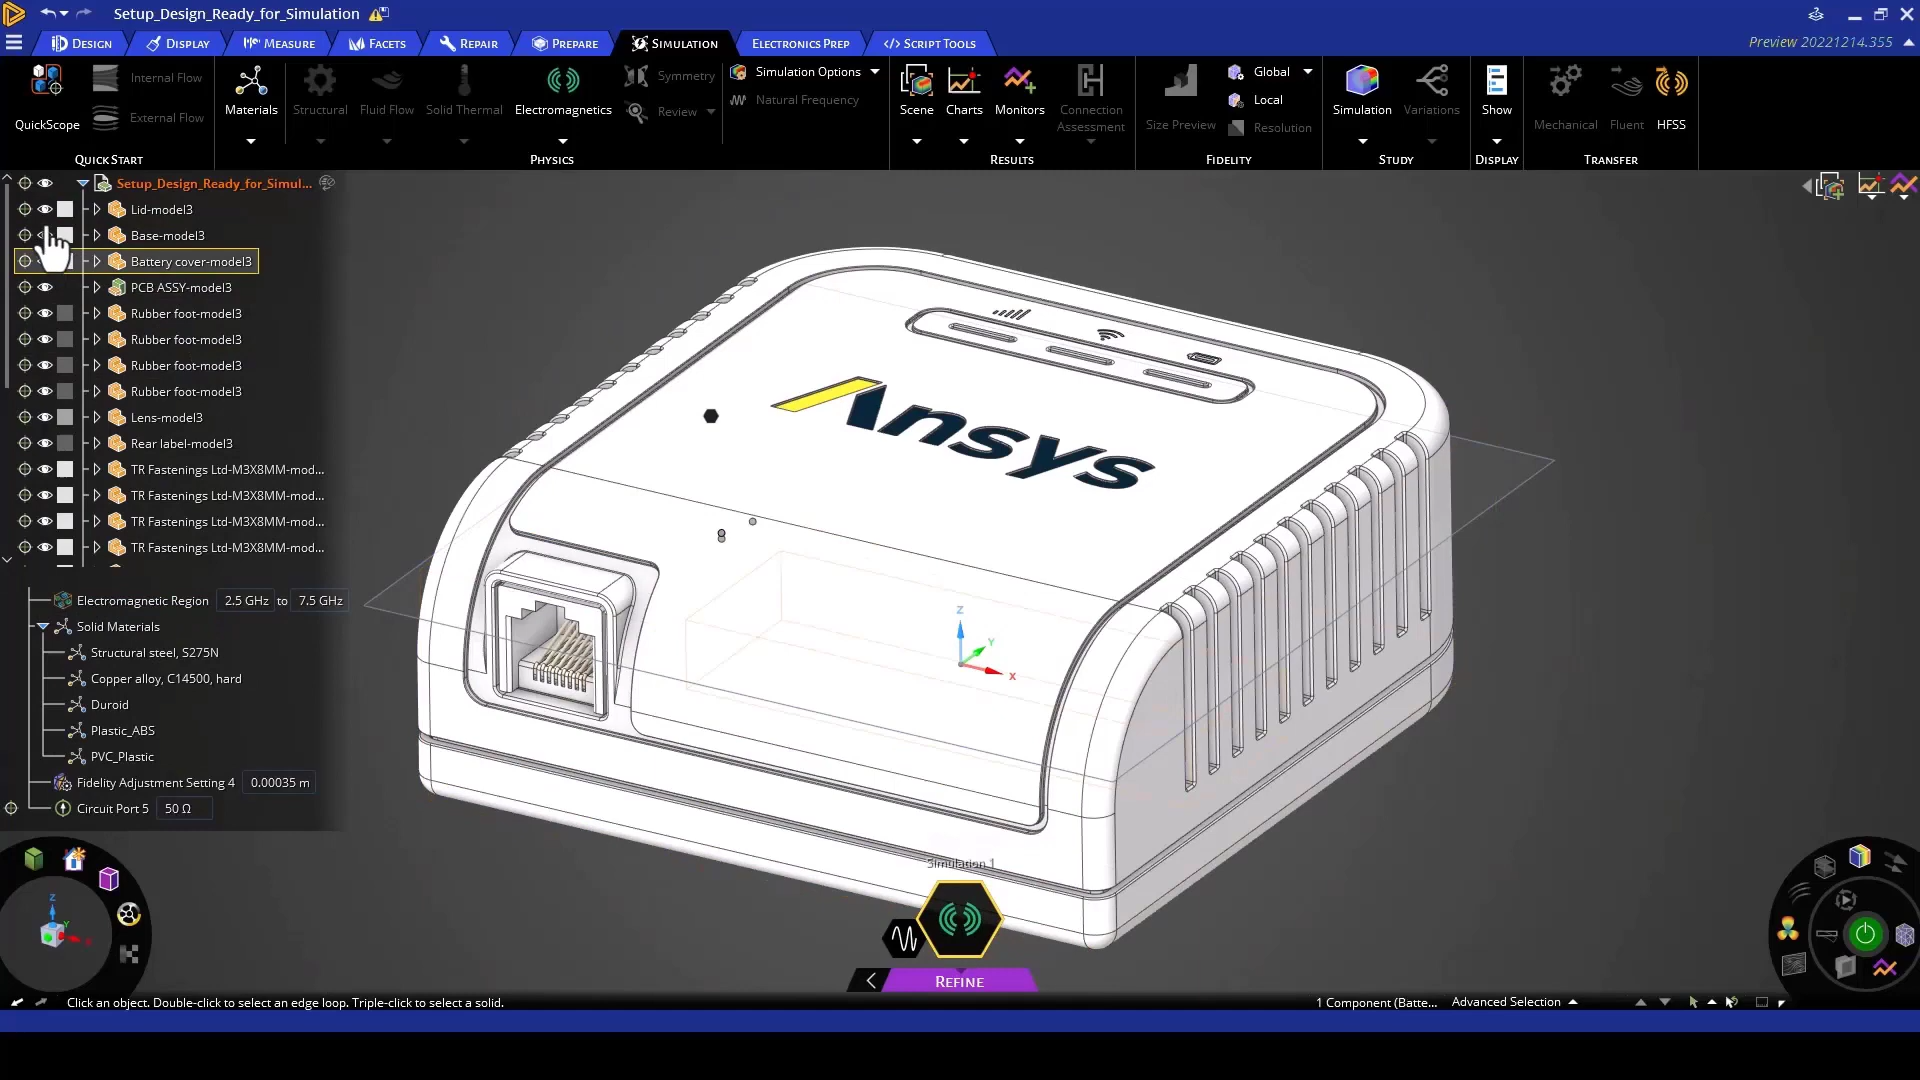 Setup_Design_Ready_for_Simulation
DESIGN
DISPLAY
MEASURE
FACETS
REPAIR
PREPARE
SIMULATION
ELECTRONICS PREP
</> SCRIPT TOOLS
Preview 20221214.355
QuickScope
Internal Flow
External Flow
QUICK START
Materials
Structural
Fluid Flow
Solid Thermal
Electromagnetics
Symmetry
Review
PHYSICS
Simulation Options
Natural Frequency
Scene
Charts
Monitors
Connection
Assessment
RESULTS
Size Preview
Global
Local
Resolution
FIDELITY
Simulation
Variations
STUDY
Show
DISPLAY
Mechanical
Fluent
HFSS
TRANSFER
Setup_Design_Ready_for_Simul...
Lid-model3
Base-model3
Battery cover-model3
PCB ASSY-model3
Rubber foot-model3
Rubber foot-model3
Rubber foot-model3
Rubber foot-model3
Lens-model3
Rear label-model3
TR Fastenings Ltd-M3X8MM-mod...
TR Fastenings Ltd-M3X8MM-mod...
TR Fastenings Ltd-M3X8MM-mod...
TR Fastenings Ltd-M3X8MM-mod...
Electromagnetic Region 2.5 GHz to 7.5 GHz
Solid Materials
Structural steel, S275N
Copper alloy, C14500, hard
Duroid
Plastic_ABS
PVC_Plastic
Fidelity Adjustment Setting 4 0.00035 m
Circuit Port 5 50 Ω
Ansys
Z
Y
X
Z
Y
X
Simulation 1
REFINE
Click an object. Double-click to select an edge loop. Triple-click to select a solid.
1 Component (Batte...
Advanced Selection